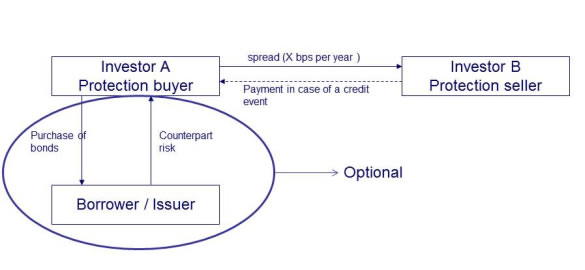 spread (X bps per year )
Investor A
Protection buyer
Investor B
Protection seller
Payment in case of a credit
event
Purchase of
bonds
Counterpart
risk
Optional
Borrower / Issuer